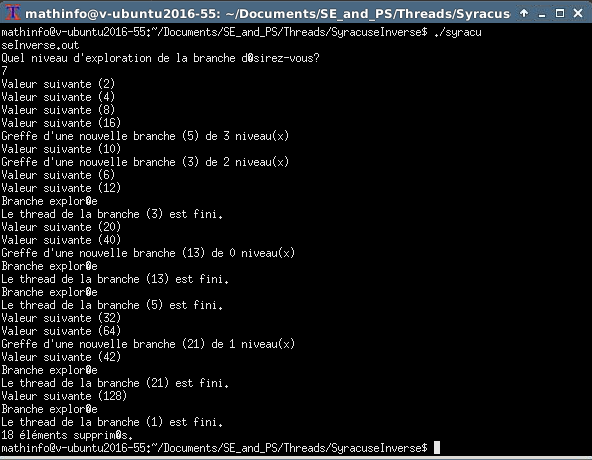 mathinfo@v-ubuntu2016-55: ~/Documents/SE_and_PS/Threads/Syracuse
mathinfo@v-ubuntu2016-55:~/Documents/SE_and_PS/Threads/SyracuseInverse$ ./syracu
seInverse.out
Quel niveau d'exploration de la branche d�sirez-vous?
7
Valeur suivante (2)
Valeur suivante (4)
Valeur suivante (8)
Valeur suivante (16)
Greffe d'une nouvelle branche (5) de 3 niveau(x)
Valeur suivante (10)
Greffe d'une nouvelle branche (3) de 2 niveau(x)
Valeur suivante (6)
Valeur suivante (12)
Branche explor�e
Le thread de la branche (3) est fini.
Valeur suivante (20)
Valeur suivante (40)
Greffe d'une nouvelle branche (13) de 0 niveau(x)
Branche explor�e
Le thread de la branche (13) est fini.
Branche explor�e
Le thread de la branche (5) est fini.
Valeur suivante (32)
Valeur suivante (64)
Greffe d'une nouvelle branche (21) de 1 niveau(x)
Valeur suivante (42)
Branche explor�e
Le thread de la branche (21) est fini.
Valeur suivante (128)
Branche explor�e
Le thread de la branche (1) est fini.
18 éléments supprim�s.
mathinfo@v-ubuntu2016-55:~/Documents/SE_and_PS/Threads/SyracuseInverse$